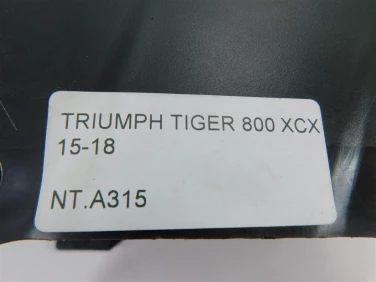 TRIUMPH TIGER 800 XCX
15-18
NT.A315